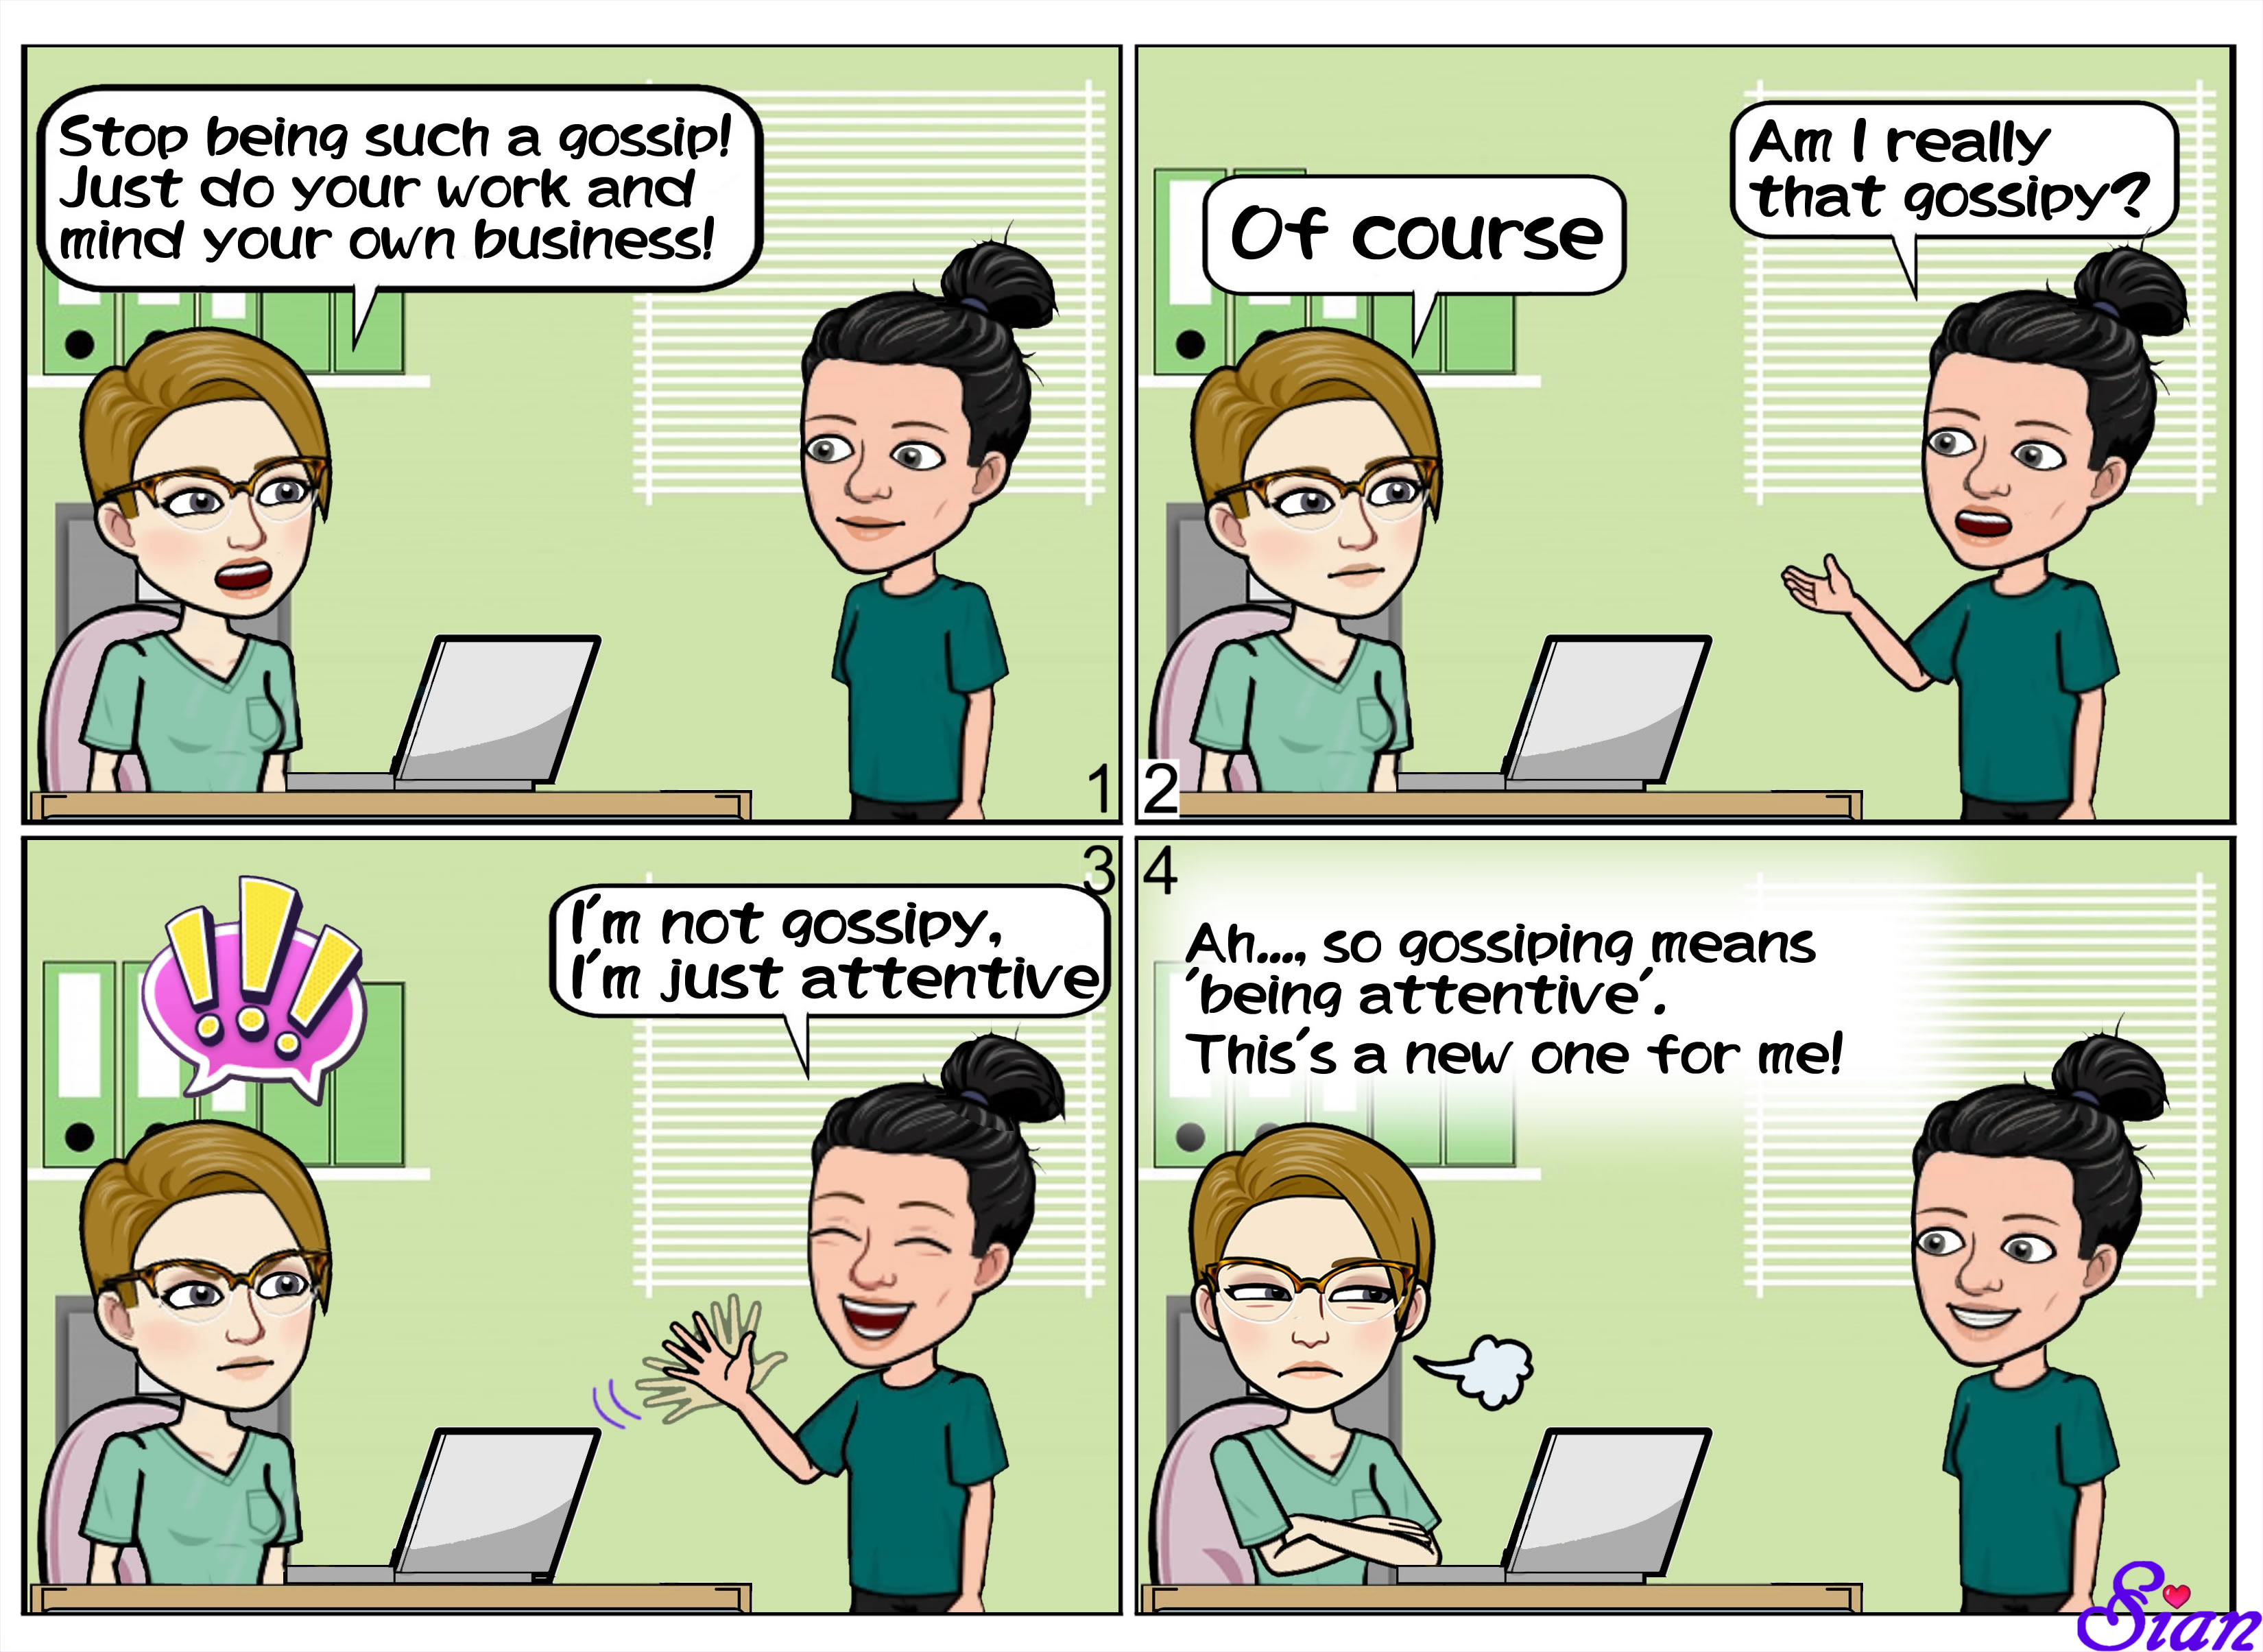 Stop being such a gossip!
Just do your work and
mind your own business!
1
Am I really
that gossipy?
Of course
2
3
I'm not gossipy,
I'm just attentive
4
Ah..., so gossiping means
'being attentive'.
This's a new one for me!
Sian